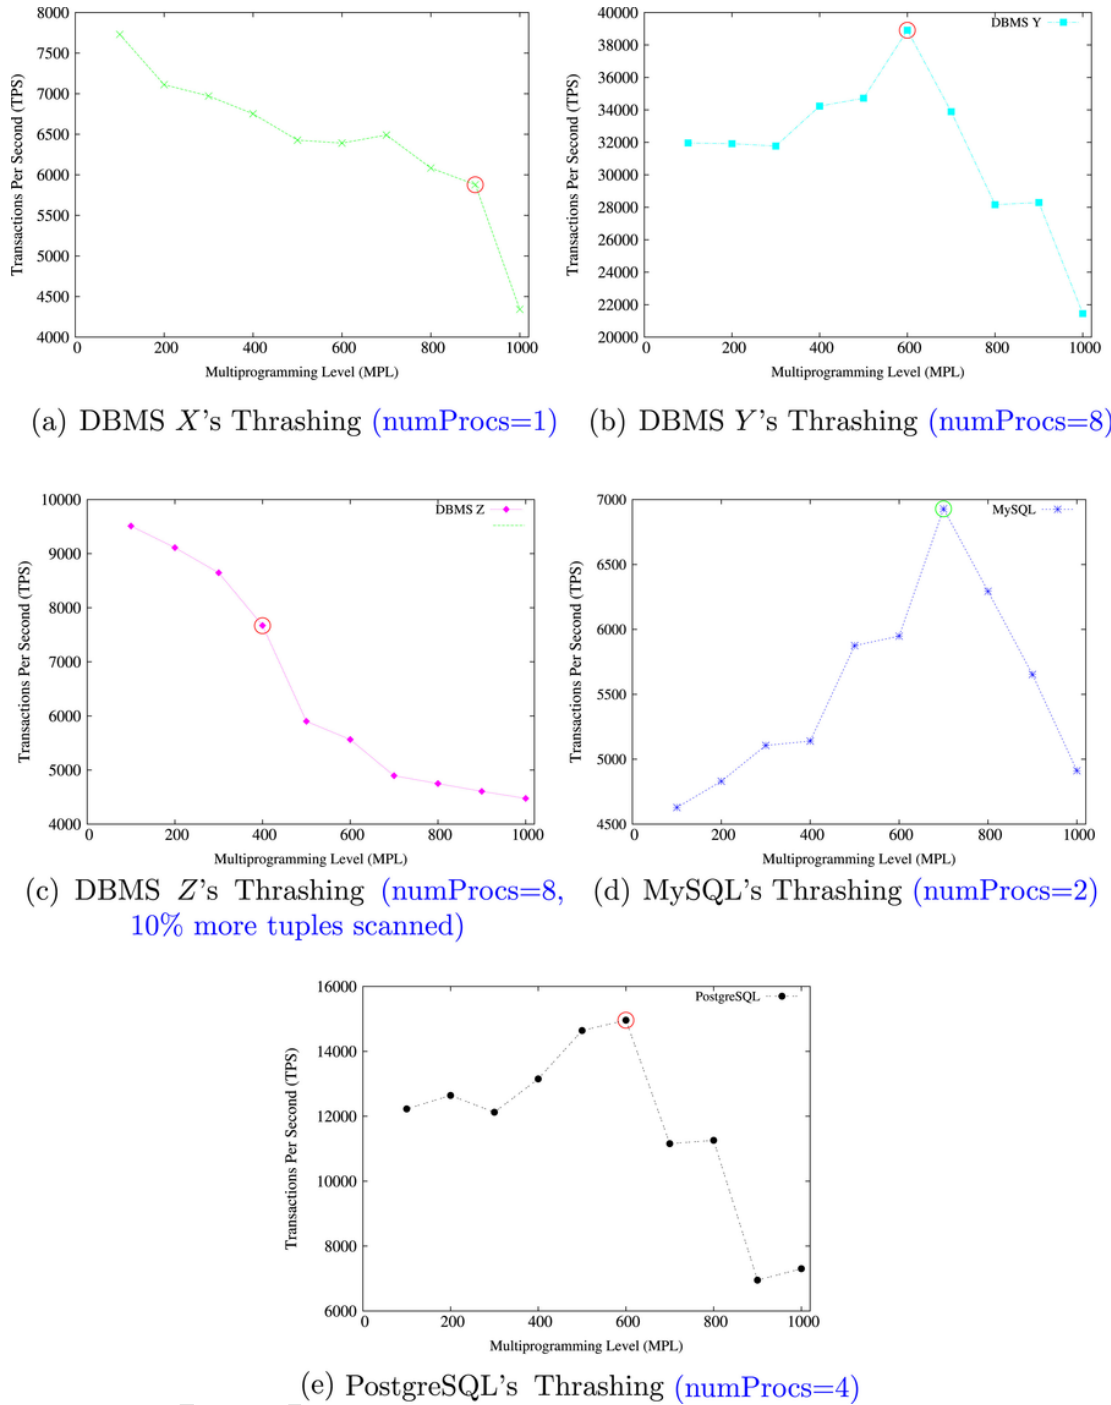 8000
7500
7000
6500
6000
5500
5000
4500
4000
0 200 400 600 800 1000
Transactions Per Second (TPS)
Multiprogramming Level (MPL)
(a) DBMS X's Thrashing (numProcs=1)
40000
38000
36000
34000
32000
30000
28000
26000
24000
22000
20000
0 200 400 600 800 1000
Transactions Per Second (TPS)
DBMS Y
Multiprogramming Level (MPL)
(b) DBMS Y's Thrashing (numProcs=8)
10000
9000
8000
7000
6000
5000
4000
0 200 400 600 800 1000
Transactions Per Second (TPS)
DBMS Z
Multiprogramming Level (MPL)
(c) DBMS Z's Thrashing (numProcs=8,
10% more tuples scanned)
7000
6500
6000
5500
5000
4500
0 200 400 600 800 1000
Transactions Per Second (TPS)
MySQL
Multiprogramming Level (MPL)
(d) MySQL's Thrashing (numProcs=2)
16000
14000
12000
10000
8000
6000
0 200 400 600 800 1000
Transactions Per Second (TPS)
PostgreSQL
Multiprogramming Level (MPL)
(e) PostgreSQL's Thrashing (numProcs=4)